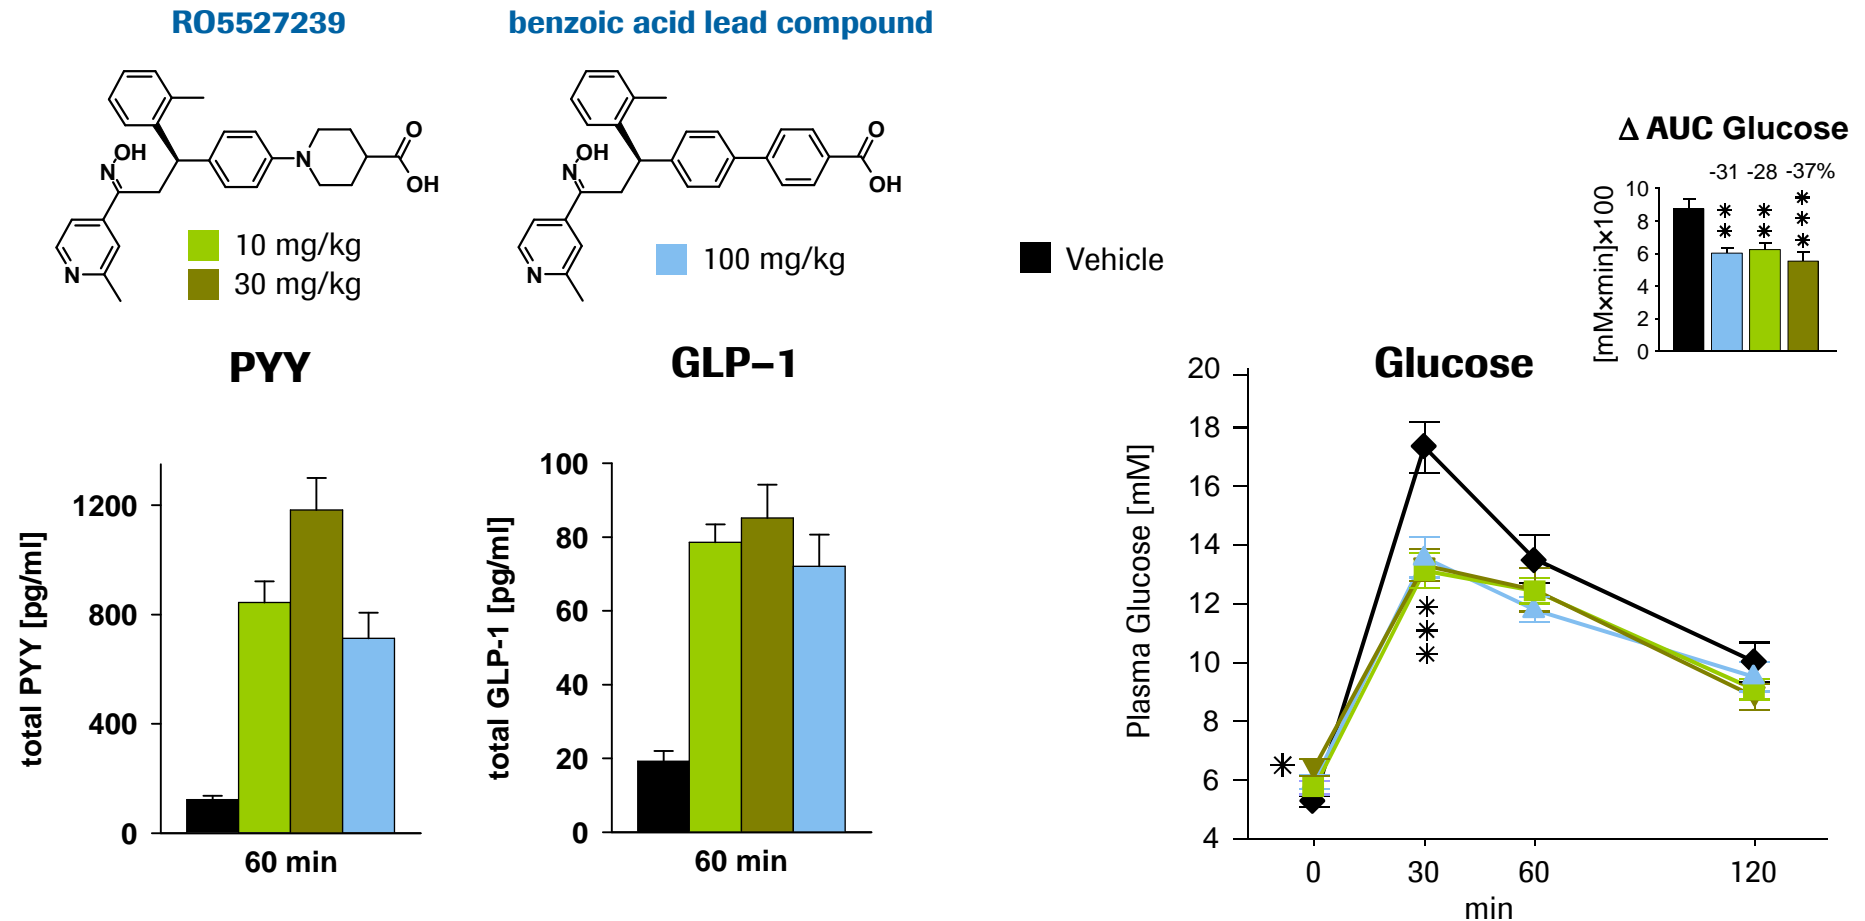 RO5527239
benzoic acid lead compound
N
OH
N
O
OH
N
10 mg/kg
30 mg/kg
N
OH
O
OH
N
100 mg/kg
Vehicle
Δ AUC Glucose
-31 -28 -37%
[mM×min]×100
10
8
6
4
2
0
** ** ***
PYY
total PYY [pg/ml]
1200
800
400
0
60 min
GLP–1
total GLP-1 [pg/ml]
100
80
60
40
20
0
60 min
Glucose
Plasma Glucose [mM]
20
18
16
14
12
10
8
6
4
*
***
0 30 60 120
min